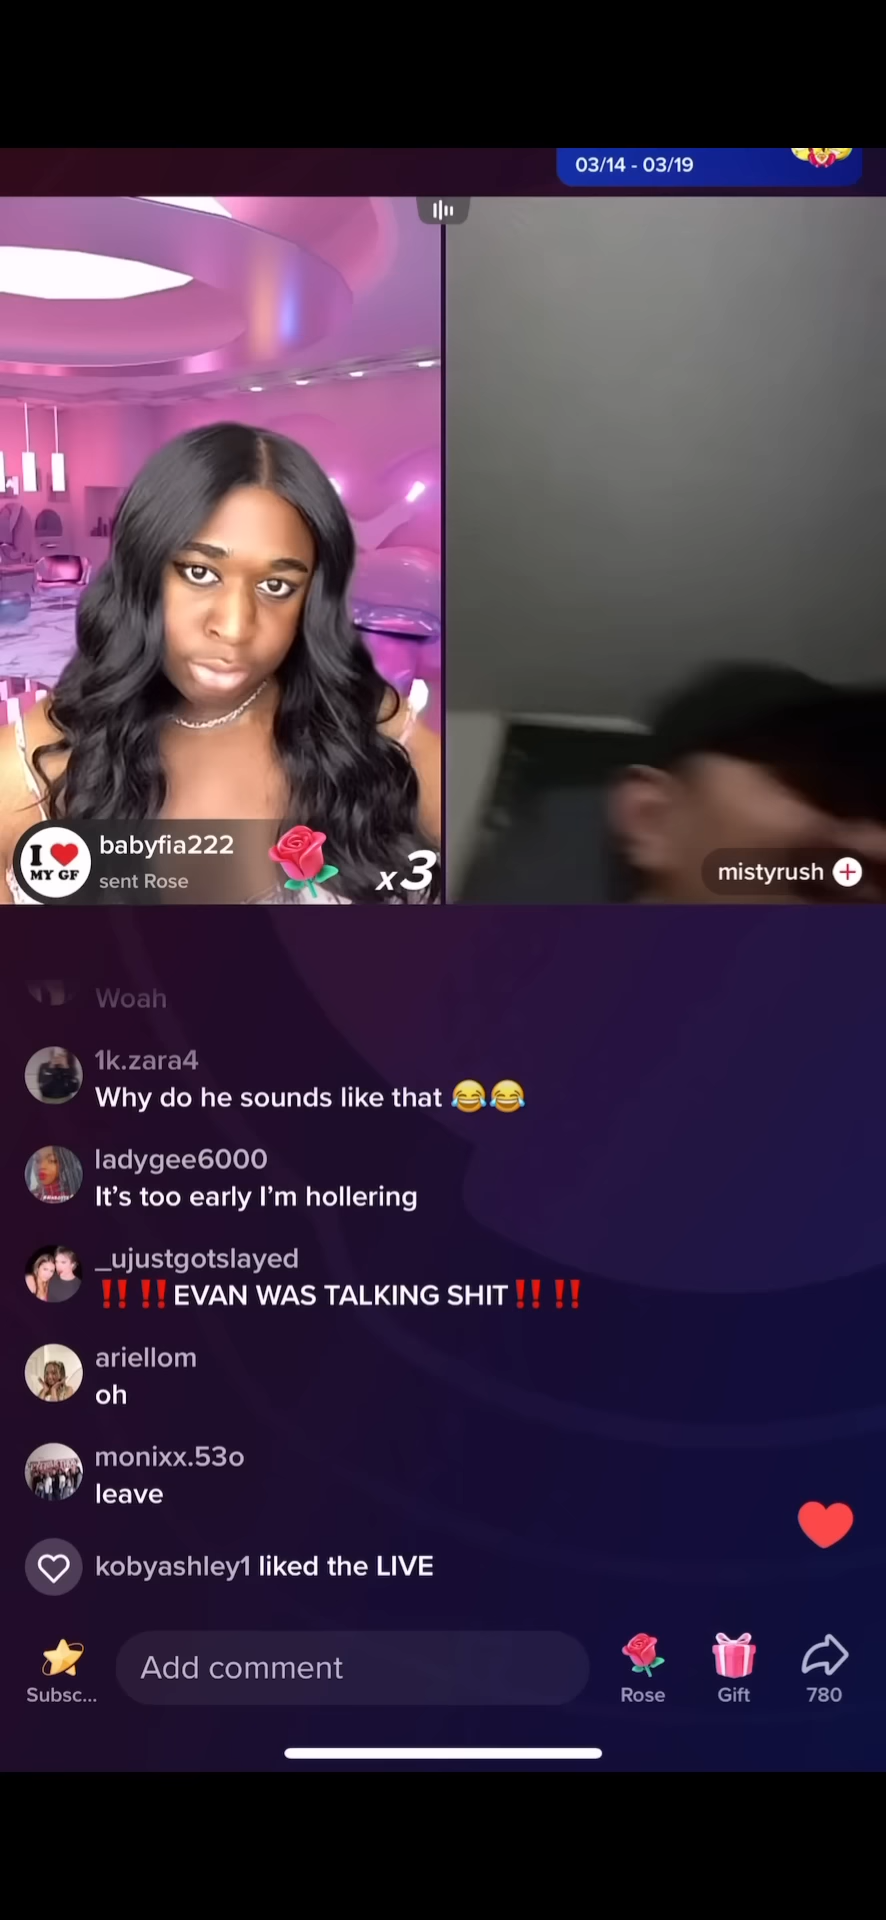 03/14 - 03/19
I ❤️
MY GF
babyfia222
sent Rose
x3
mistyrush
Woah
1k.zara4
Why do he sounds like that 😂😂
ladygee6000
It's too early I'm hollering
_ujustgotslayed
‼️‼️EVAN WAS TALKING SHIT‼️‼️
ariellom
oh
monixx.53o
leave
kobyashley1 liked the LIVE
Add comment
Subsc...
Rose
Gift
780